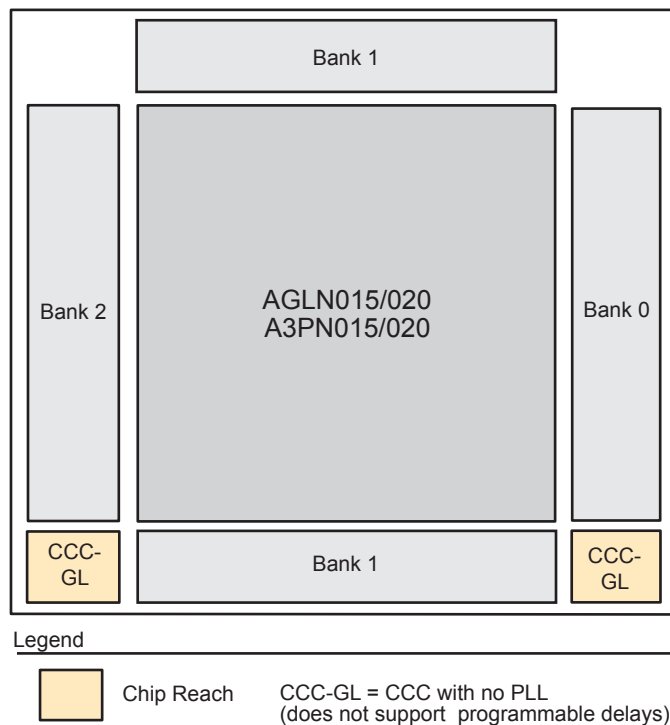 Bank 1
AGLN015/020
A3PN015/020
Bank 2
Bank 0
CCC-
GL
Bank 1
CCC-
GL
Legend
Chip Reach
CCC-GL = CCC with no PLL
(does not support programmable delays)